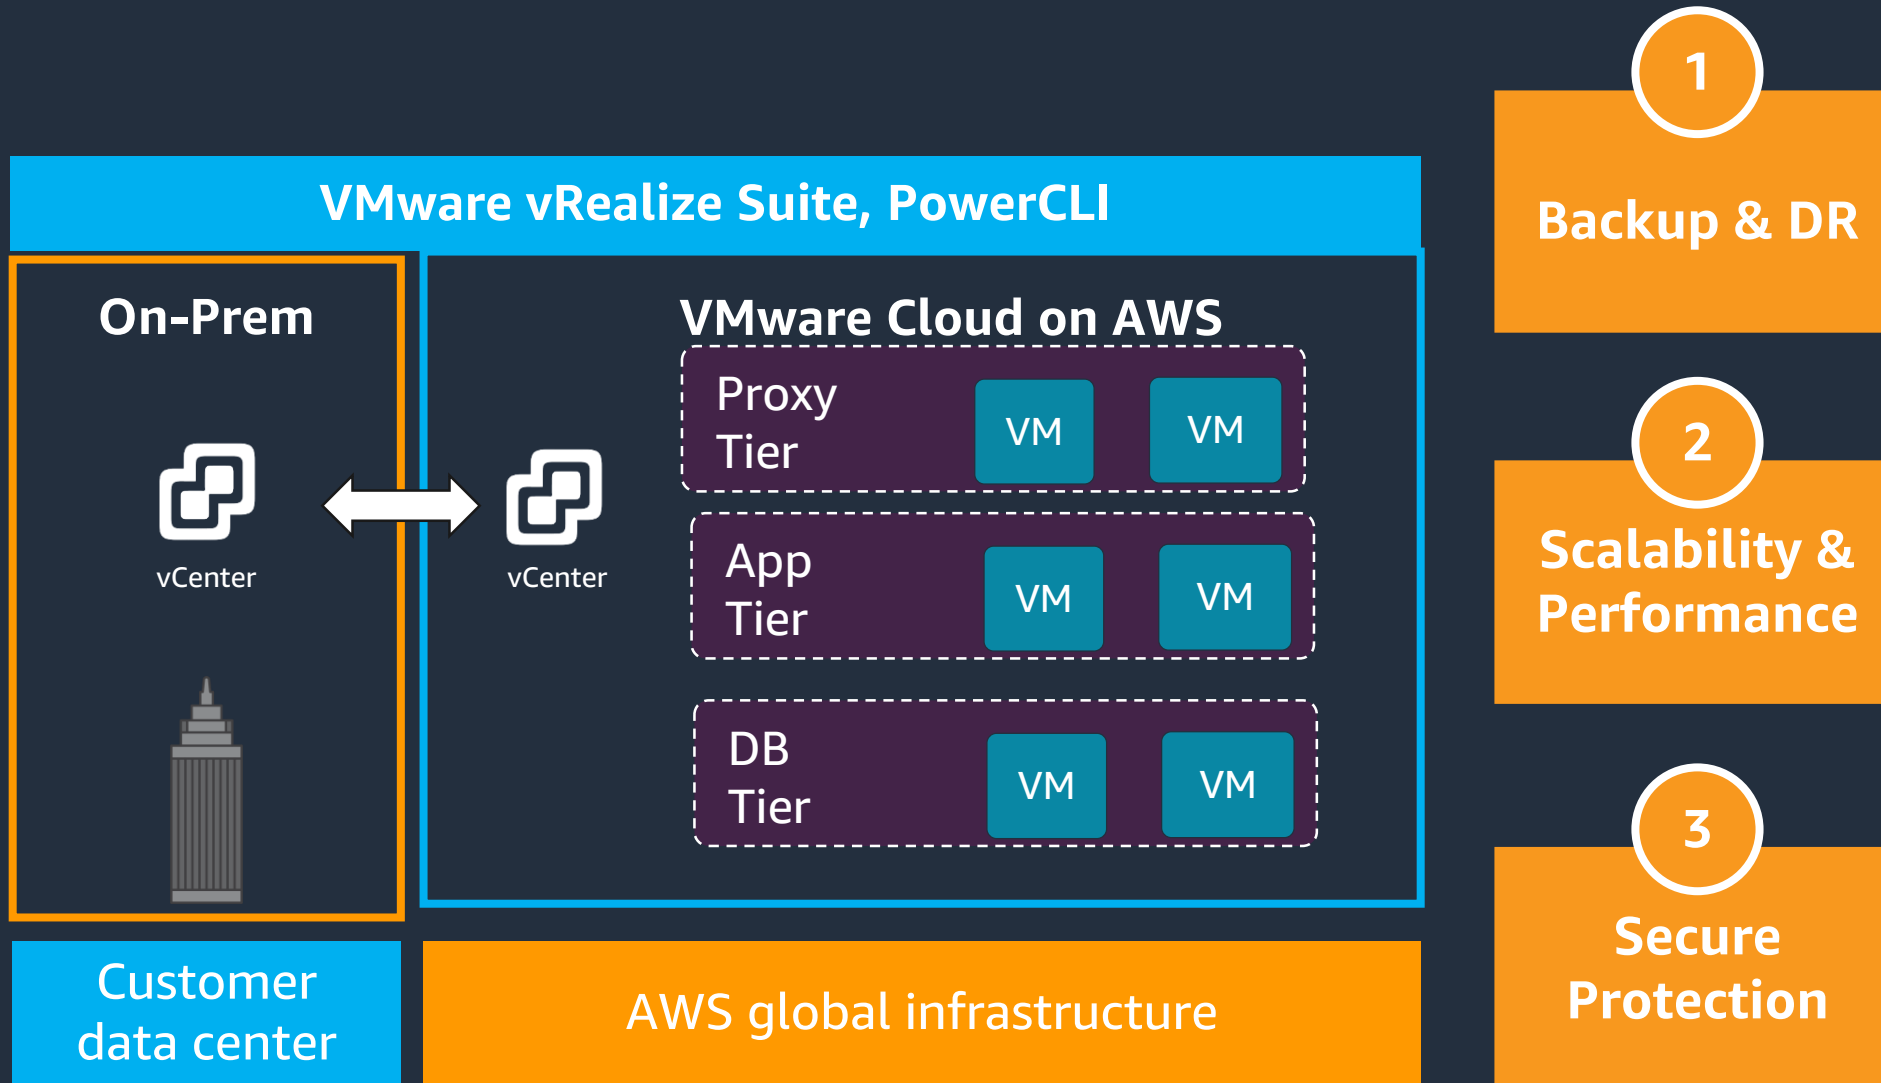 VMware vRealize Suite, PowerCLI
On-Prem
vCenter
Customer
data center
VMware Cloud on AWS
vCenter
Proxy
Tier
VM
VM
App
Tier
VM
VM
DB
Tier
VM
VM
AWS global infrastructure
1
Backup & DR
2
Scalability &
Performance
3
Secure
Protection